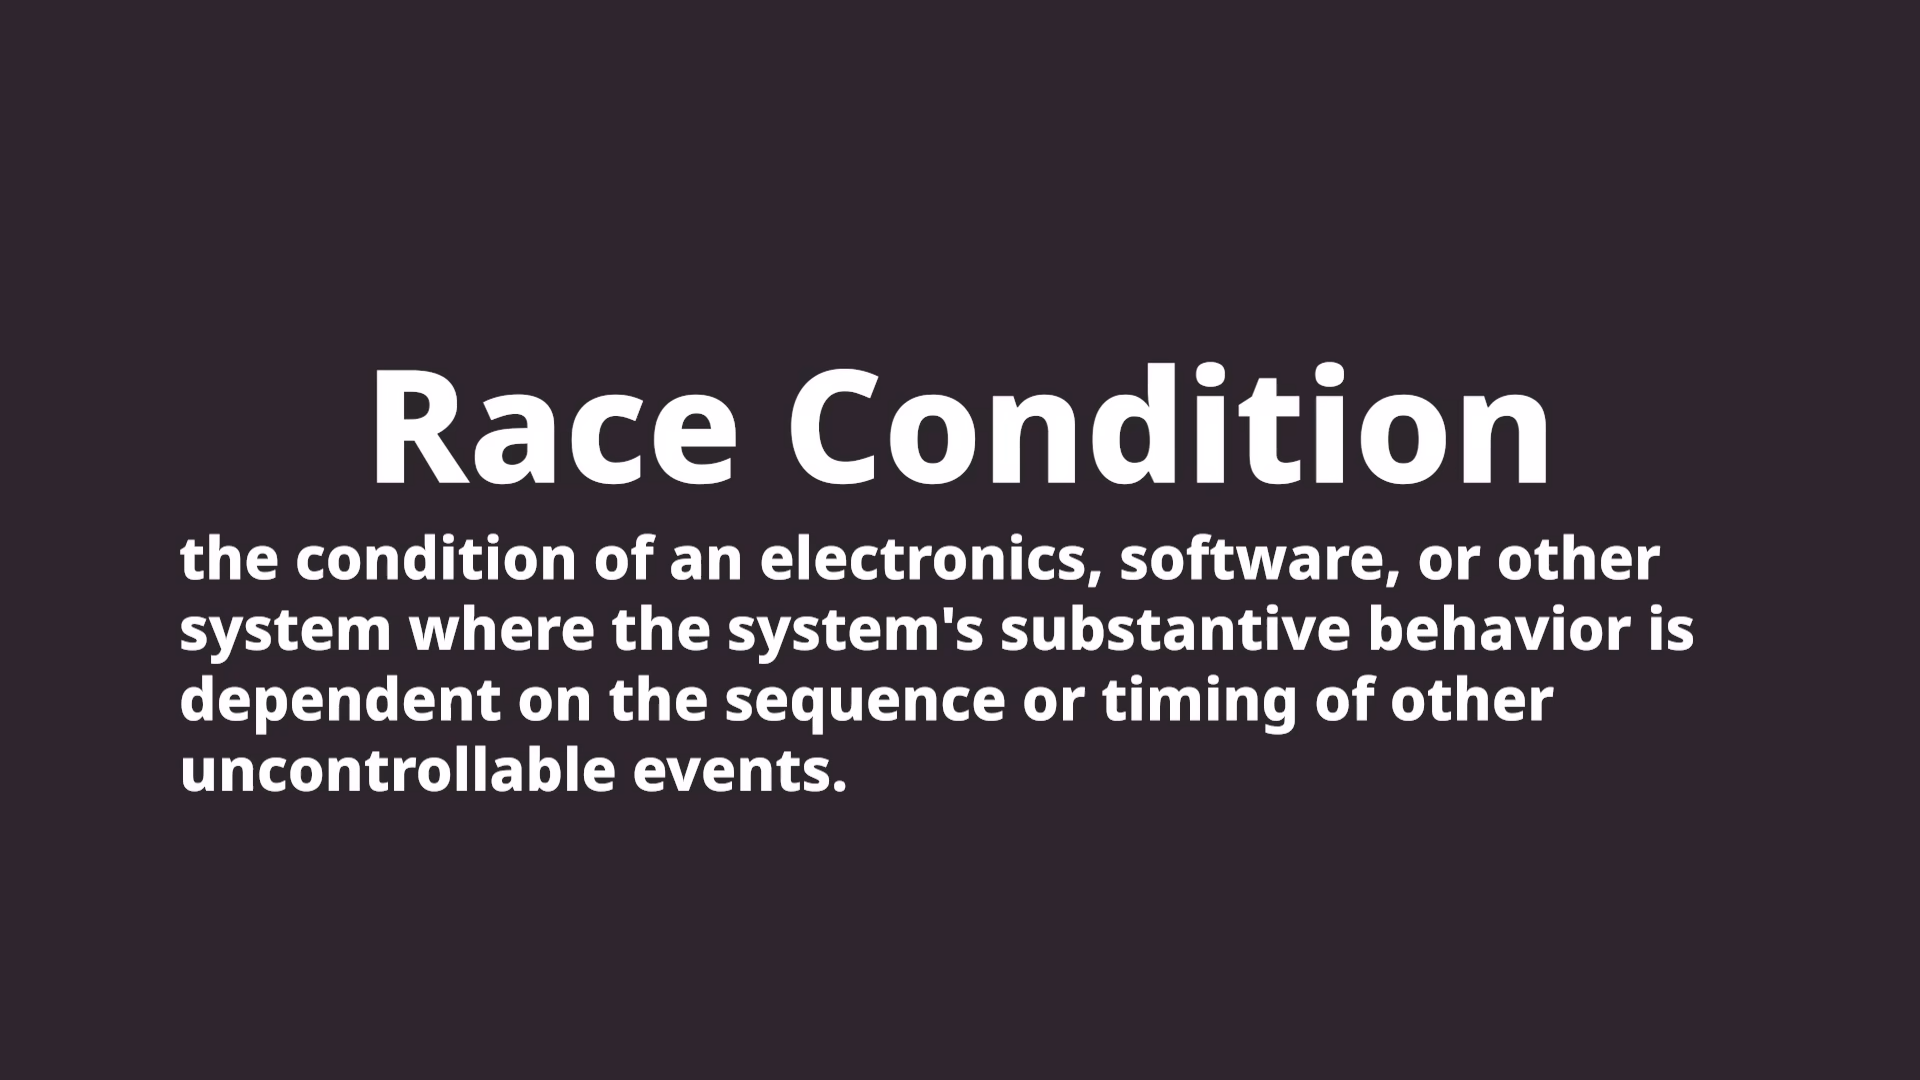 Race Condition
the condition of an electronics, software, or other
system where the system's substantive behavior is
dependent on the sequence or timing of other
uncontrollable events.